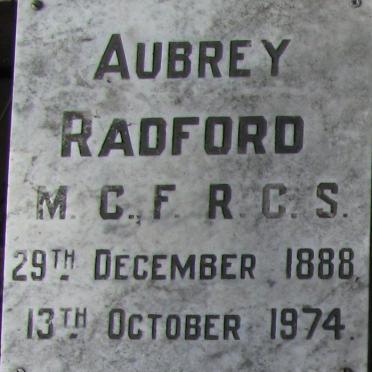 AUBREY
RADFORD
M. C., F. R. C. S.
29TH DECEMBER 1888
13TH OCTOBER 1974.